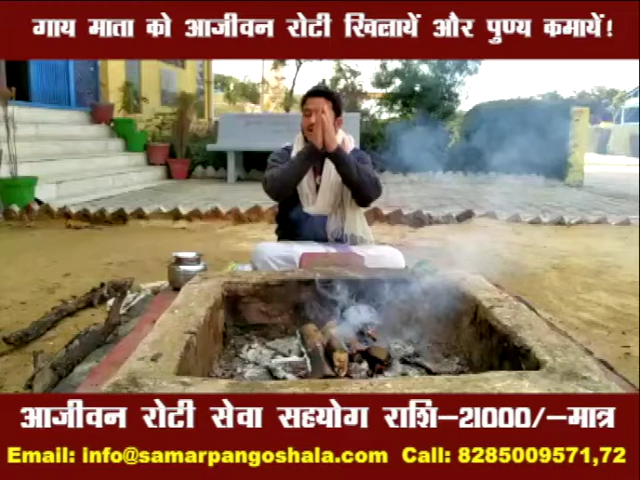 गाय माता को आजीवन रोटी खिलायें और पुण्य कमायें!
आजीवन रोटी सेवा सहयोग राशि-21000/-मात्र
Email: info@samarpangoshala.com Call: 8285009571,72